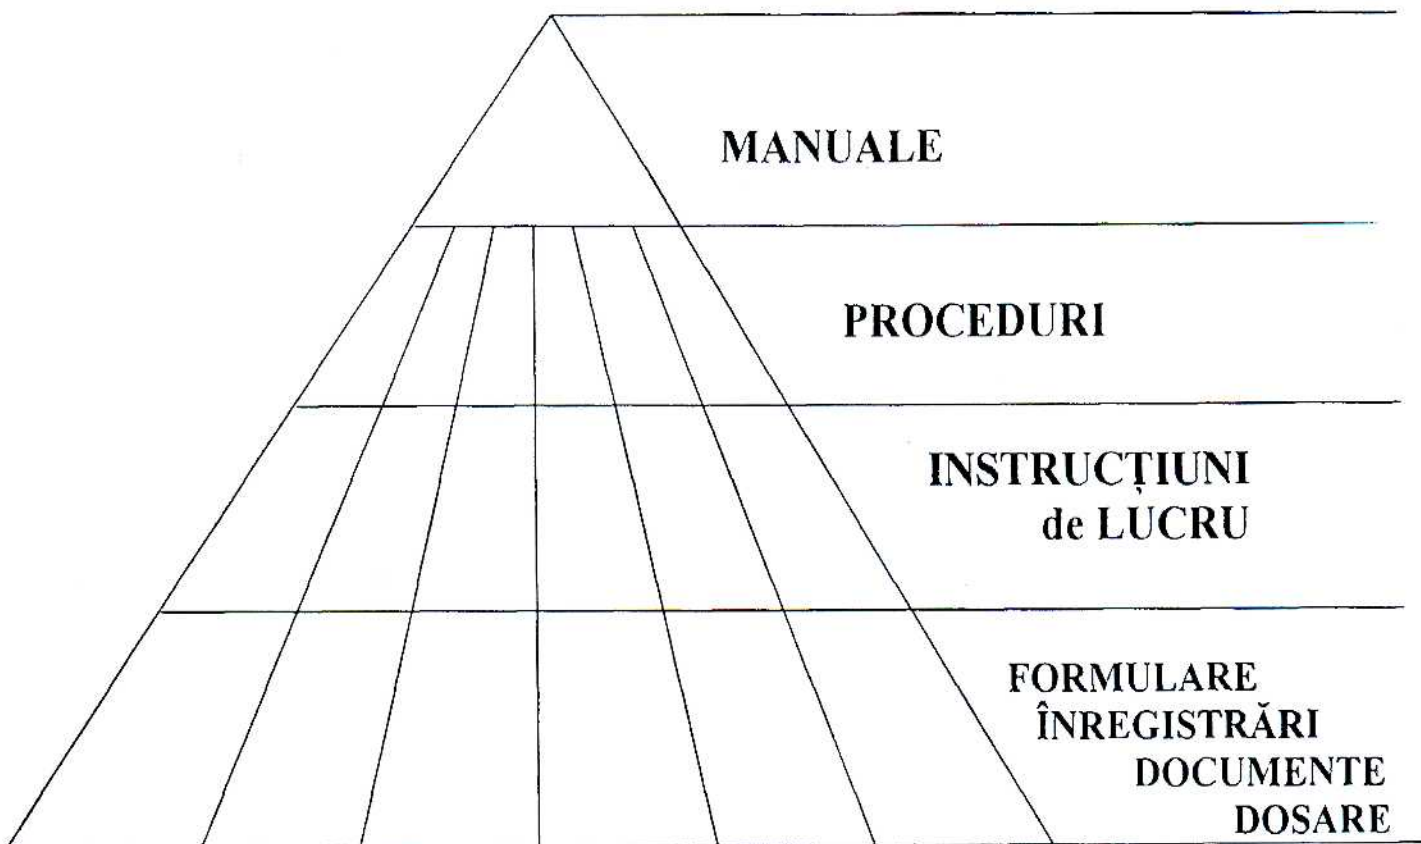 MANUALE
PROCEDURI
INSTRUCȚIUNI
de LUCRU
FORMULARE
ÎNREGISTRĂRI
DOCUMENTE
DOSARE